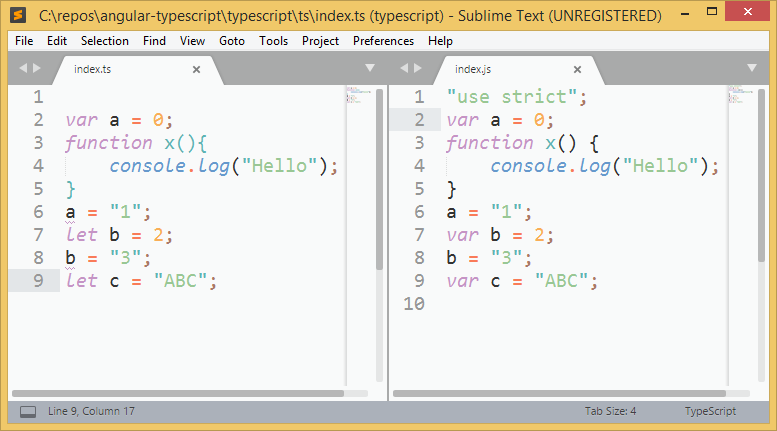 C:\repos\angular-typescript\typescript\ts\index.ts (typescript) - Sublime Text (UNREGISTERED)
File Edit Selection Find View Goto Tools Project Preferences Help
index.ts
1
2 var a = 0;
3 function x(){
4     console.log("Hello");
5 }
6 a = "1";
7 let b = 2;
8 b = "3";
9 let c = "ABC";
index.js
1 "use strict";
2 var a = 0;
3 function x() {
4     console.log("Hello");
5 }
6 a = "1";
7 var b = 2;
8 b = "3";
9 var c = "ABC";
10
Line 9, Column 17 Tab Size: 4 TypeScript